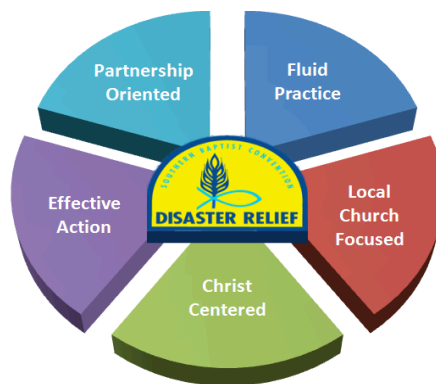 Partnership
Oriented
Fluid
Practice
SOUTHERN BAPTIST CONVENTION
DISASTER RELIEF
Effective
Action
Local
Church
Focused
Christ
Centered